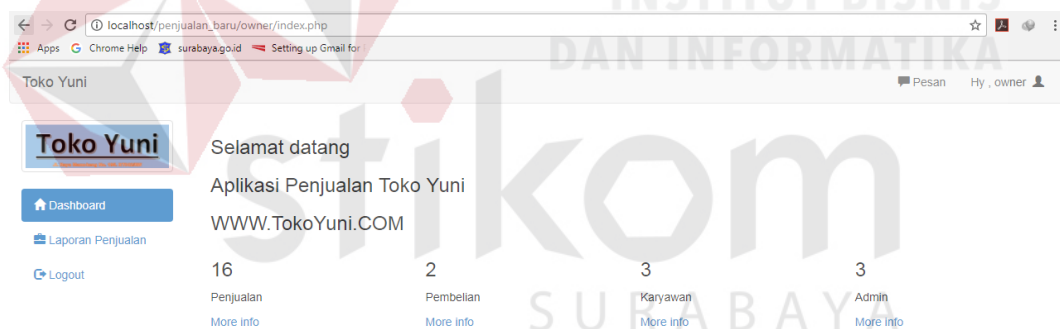 INSTITUT BISNIS
localhost/penjualan_baru/owner/index.php
Apps Chrome Help surabaya.go.id Setting up Gmail for
DAN INFORMATIKA
Toko Yuni Pesan Hy , owner
Toko Yuni
stikom
Selamat datang
Aplikasi Penjualan Toko Yuni
Dashboard
WWW.TokoYuni.COM
Laporan Penjualan
Logout
16 2 3 3
Penjualan Pembelian Karyawan Admin
SURABAYA
More info More info More info More info